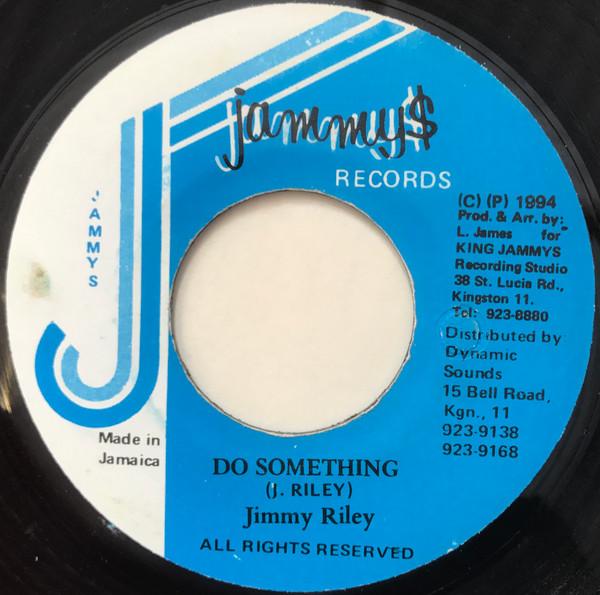 jammy$
RECORDS
JAMMYS
(C) (P) 1994
Prod. & Arr. by:
L. James for
KING JAMMYS
Recording Studio
38 St. Lucia Rd.,
Kingston 11.
Tel: 923-8880
Distributed by
Dynamic
Sounds
15 Bell Road,
Kgn., 11
923-9138
923-9168
Made in
Jamaica
DO SOMETHING
(J. RILEY)
Jimmy Riley
ALL RIGHTS RESERVED